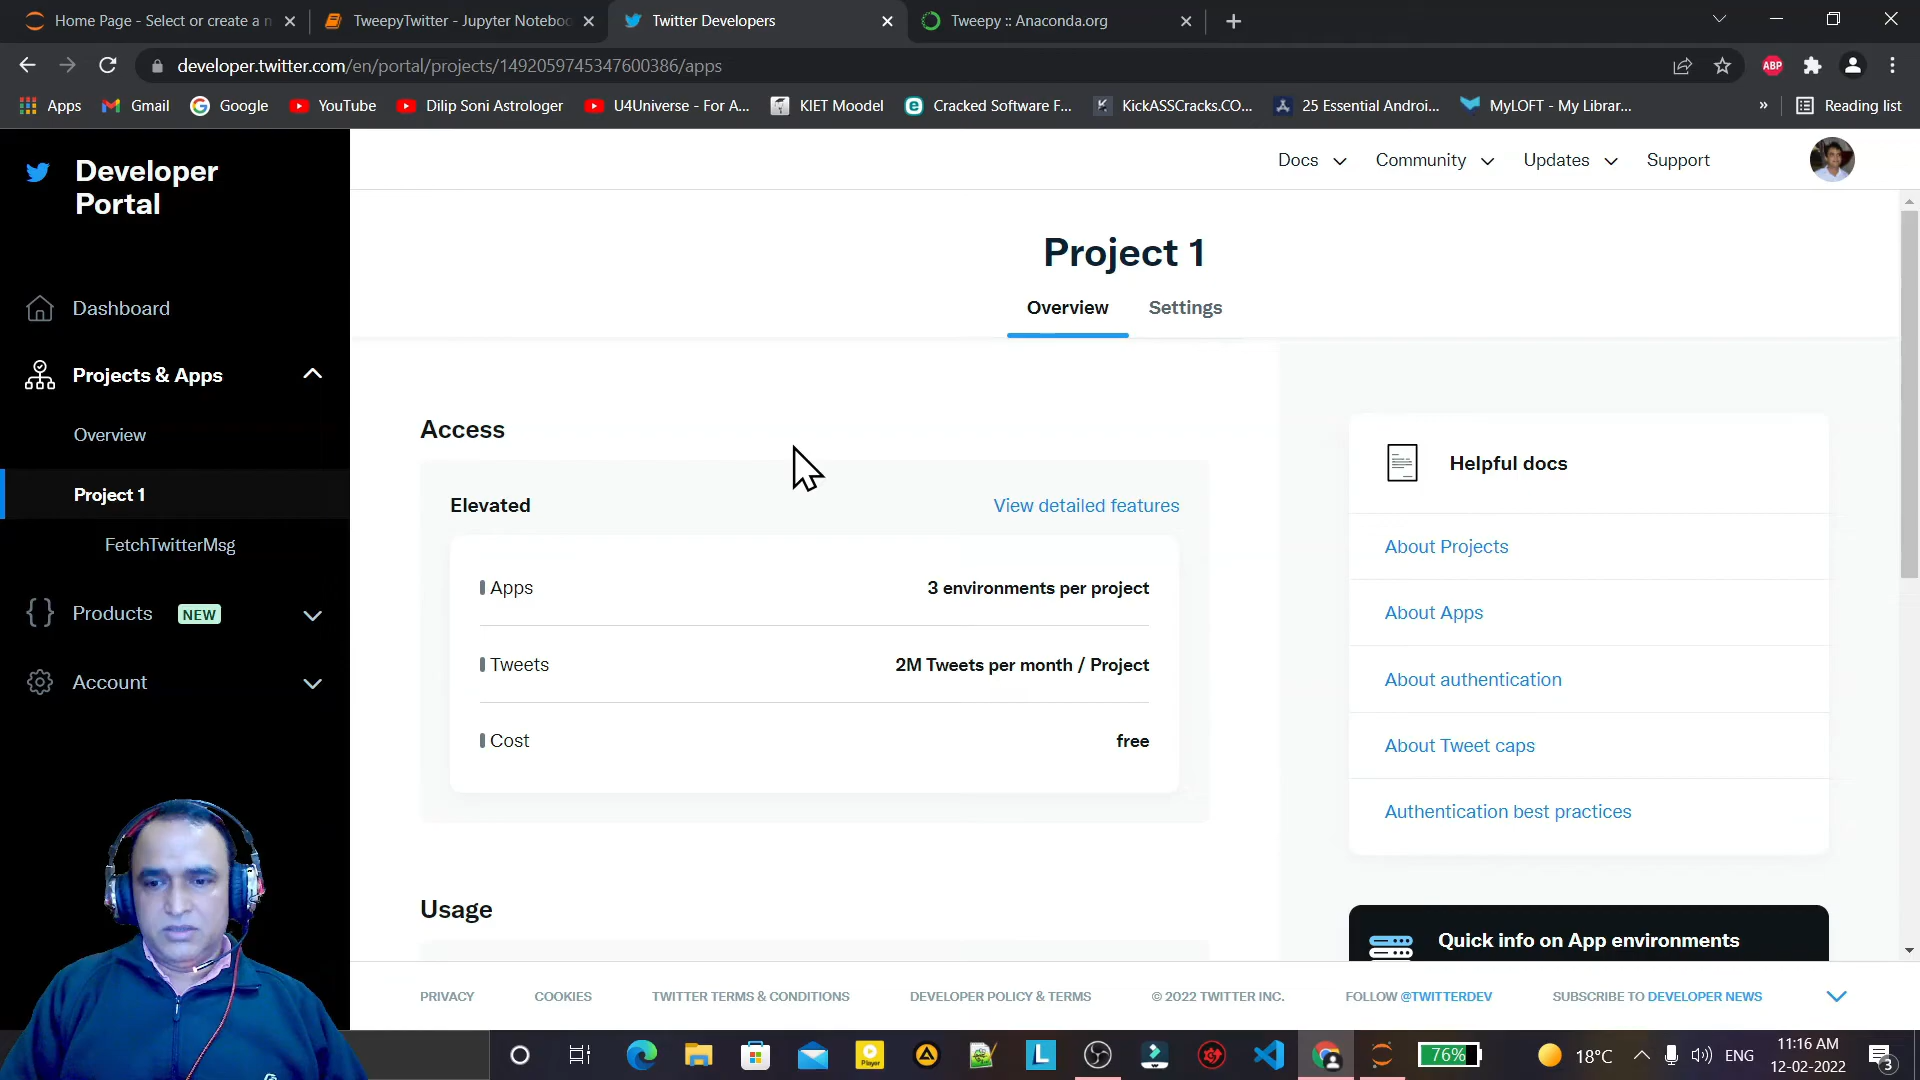 Home Page - Select or create a n
TweepyTwitter - Jupyter Noteboo
Twitter Developers
Tweepy :: Anaconda.org
developer.twitter.com/en/portal/projects/1492059745347600386/apps
ABP
Apps
Gmail
Google
YouTube
Dilip Soni Astrologer
U4Universe - For A...
KIET Moodel
Cracked Software F...
KickASSCracks.CO...
25 Essential Androi...
MyLOFT - My Librar...
»
Reading list
Developer
Portal
Docs
Community
Updates
Support
Project 1
Overview
Settings
Dashboard
Projects & Apps
Overview
Project 1
FetchTwitterMsg
Products NEW
Account
Access
Elevated
View detailed features
Apps
3 environments per project
Tweets
2M Tweets per month / Project
Cost
free
Usage
Helpful docs
About Projects
About Apps
About authentication
About Tweet caps
Authentication best practices
Quick info on App environments
PRIVACY
COOKIES
TWITTER TERMS & CONDITIONS
DEVELOPER POLICY & TERMS
© 2022 TWITTER INC.
FOLLOW @TWITTERDEV
SUBSCRIBE TO DEVELOPER NEWS
Player
L
76%
18°C
ENG
11:16 AM
12-02-2022
3